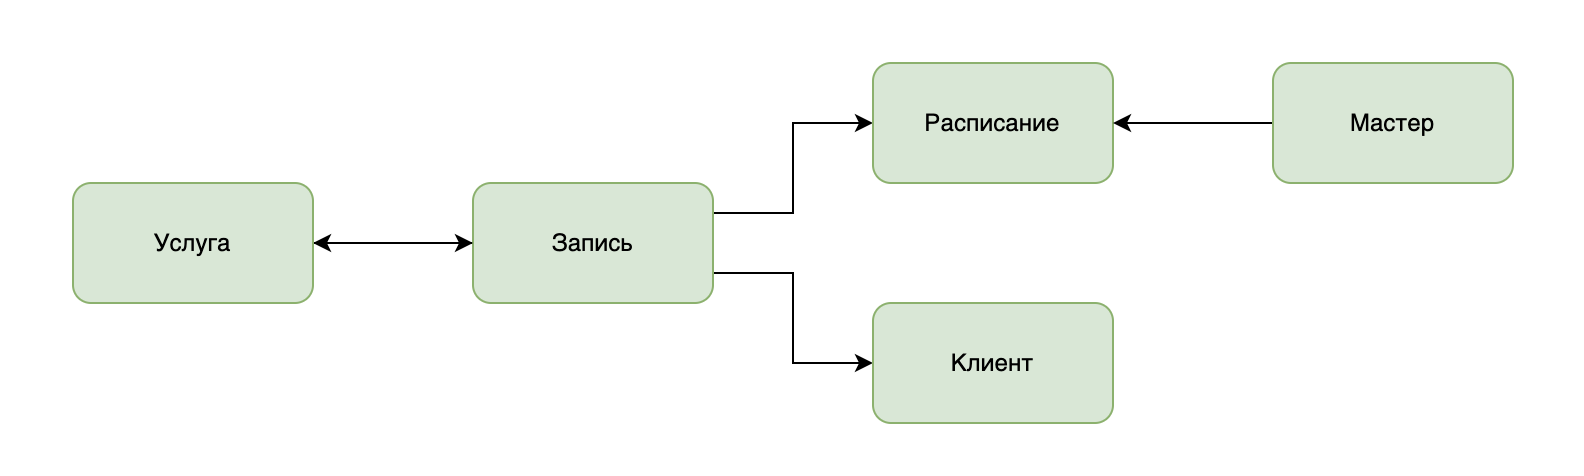 Расписание
Мастер
Услуга
Запись
Клиент